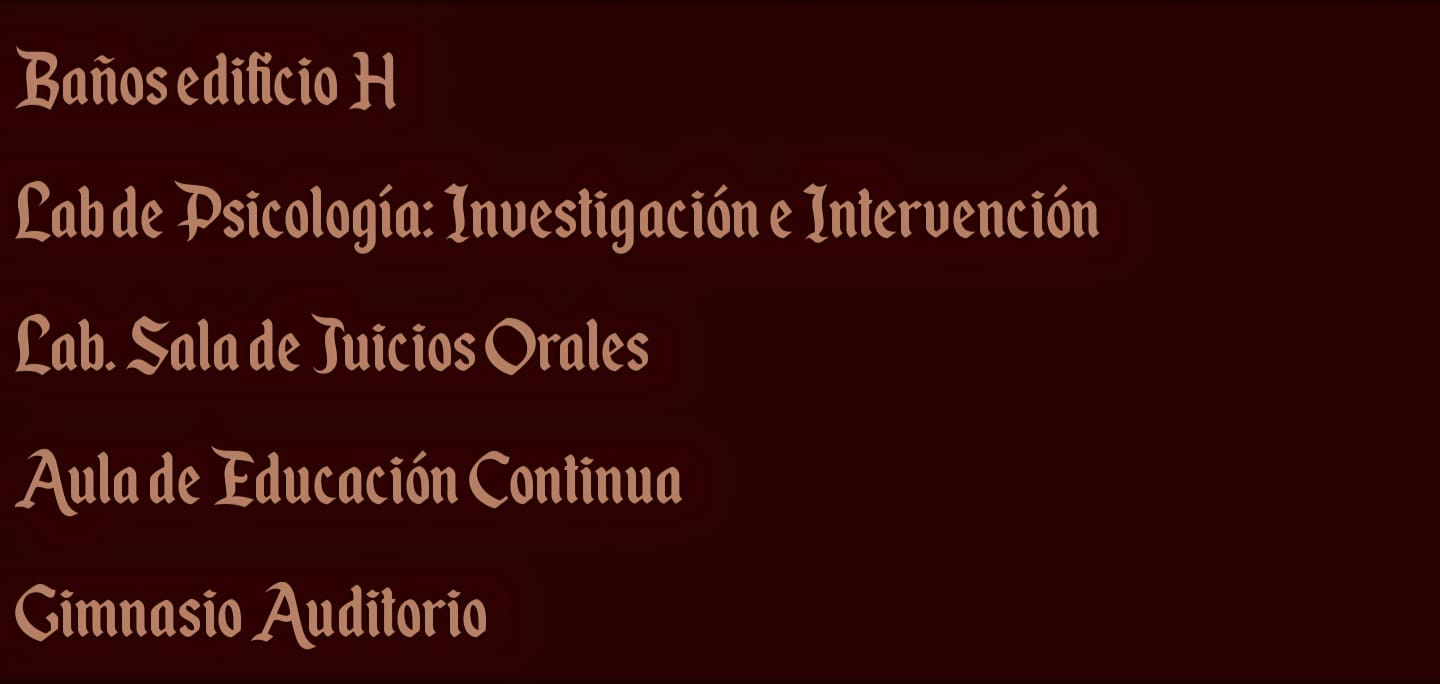 Baños edificio H
Lab de Psicología: Investigación e Intervención
Lab. Sala de Juicios Orales
Aula de Educación Continua
Gimnasio Auditorio